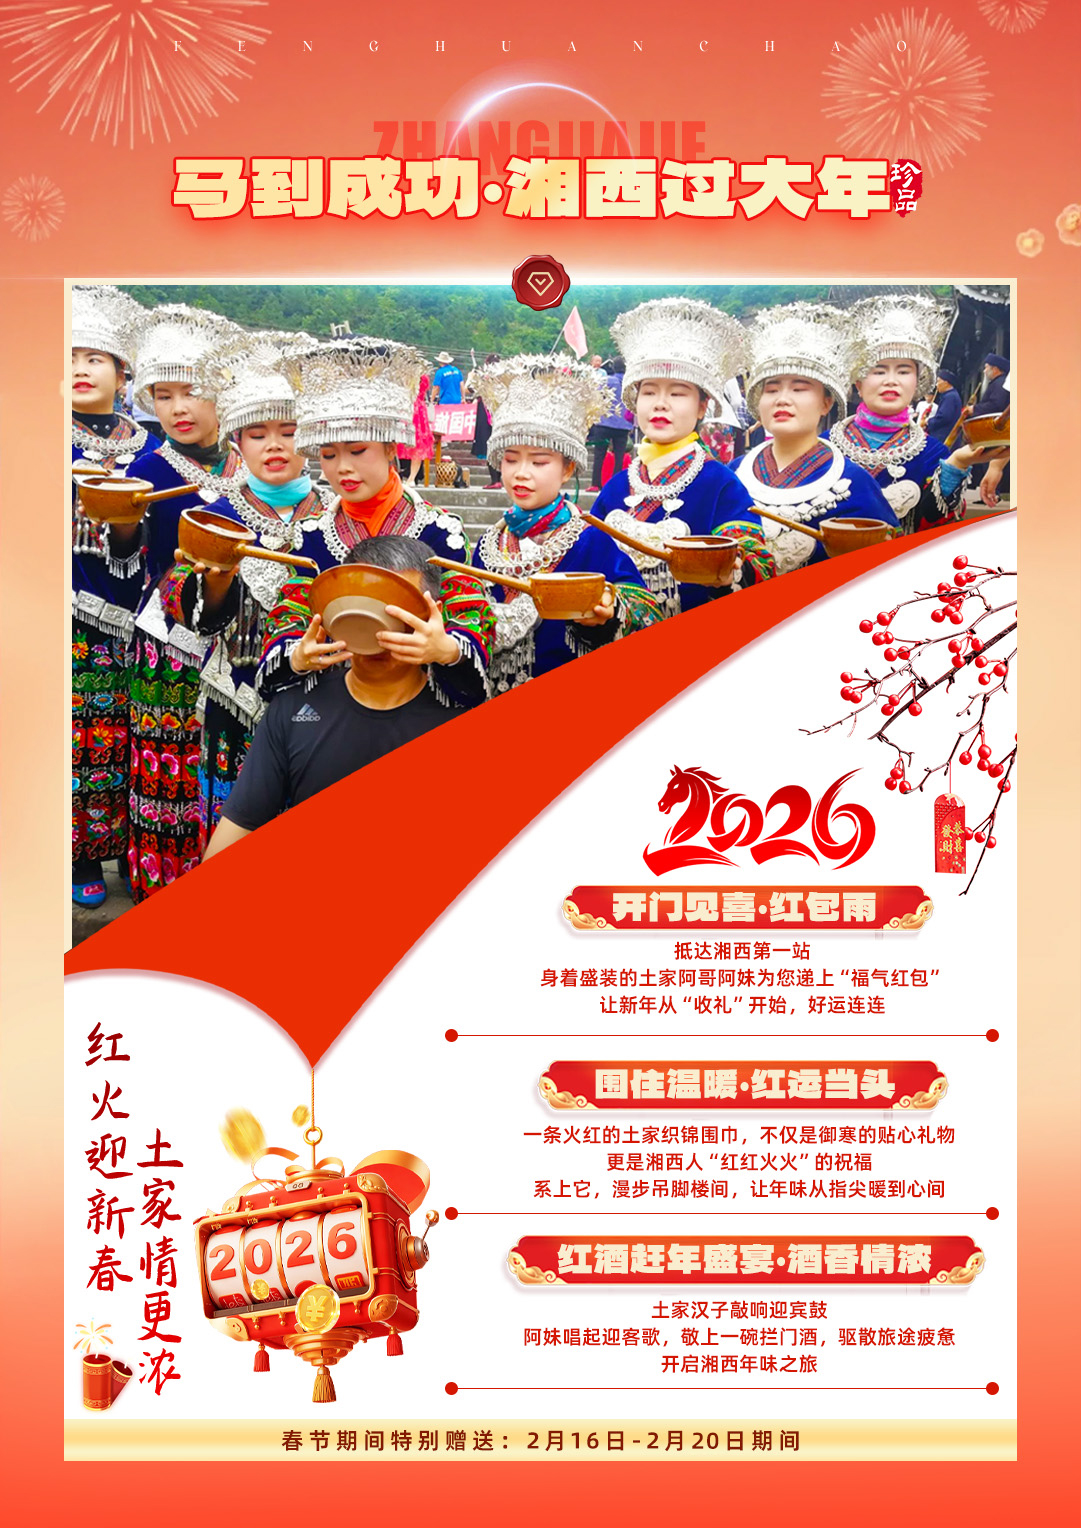 FENGHUANCHAO
ZHANGJIAJIE
马到成功·湘西过大年
珍品
徽国中
DDIDO
2026
恭喜發財
开门见喜·红包雨
抵达湘西第一站
身着盛装的土家阿哥阿妹为您递上“福气红包”
让新年从“收礼”开始，好运连连
围住温暖·红运当头
一条火红的土家织锦围巾，不仅是御寒的贴心礼物
更是湘西人“红红火火”的祝福
系上它，漫步吊脚楼间，让年味从指尖暖到心间
红火迎新春
土家情更浓
2026
红酒赶年盛宴·酒香情浓
土家汉子敲响迎宾鼓
阿妹唱起迎客歌，敬上一碗拦门酒，驱散旅途疲惫
开启湘西年味之旅
春节期间特别赠送：2月16日-2月20日期间